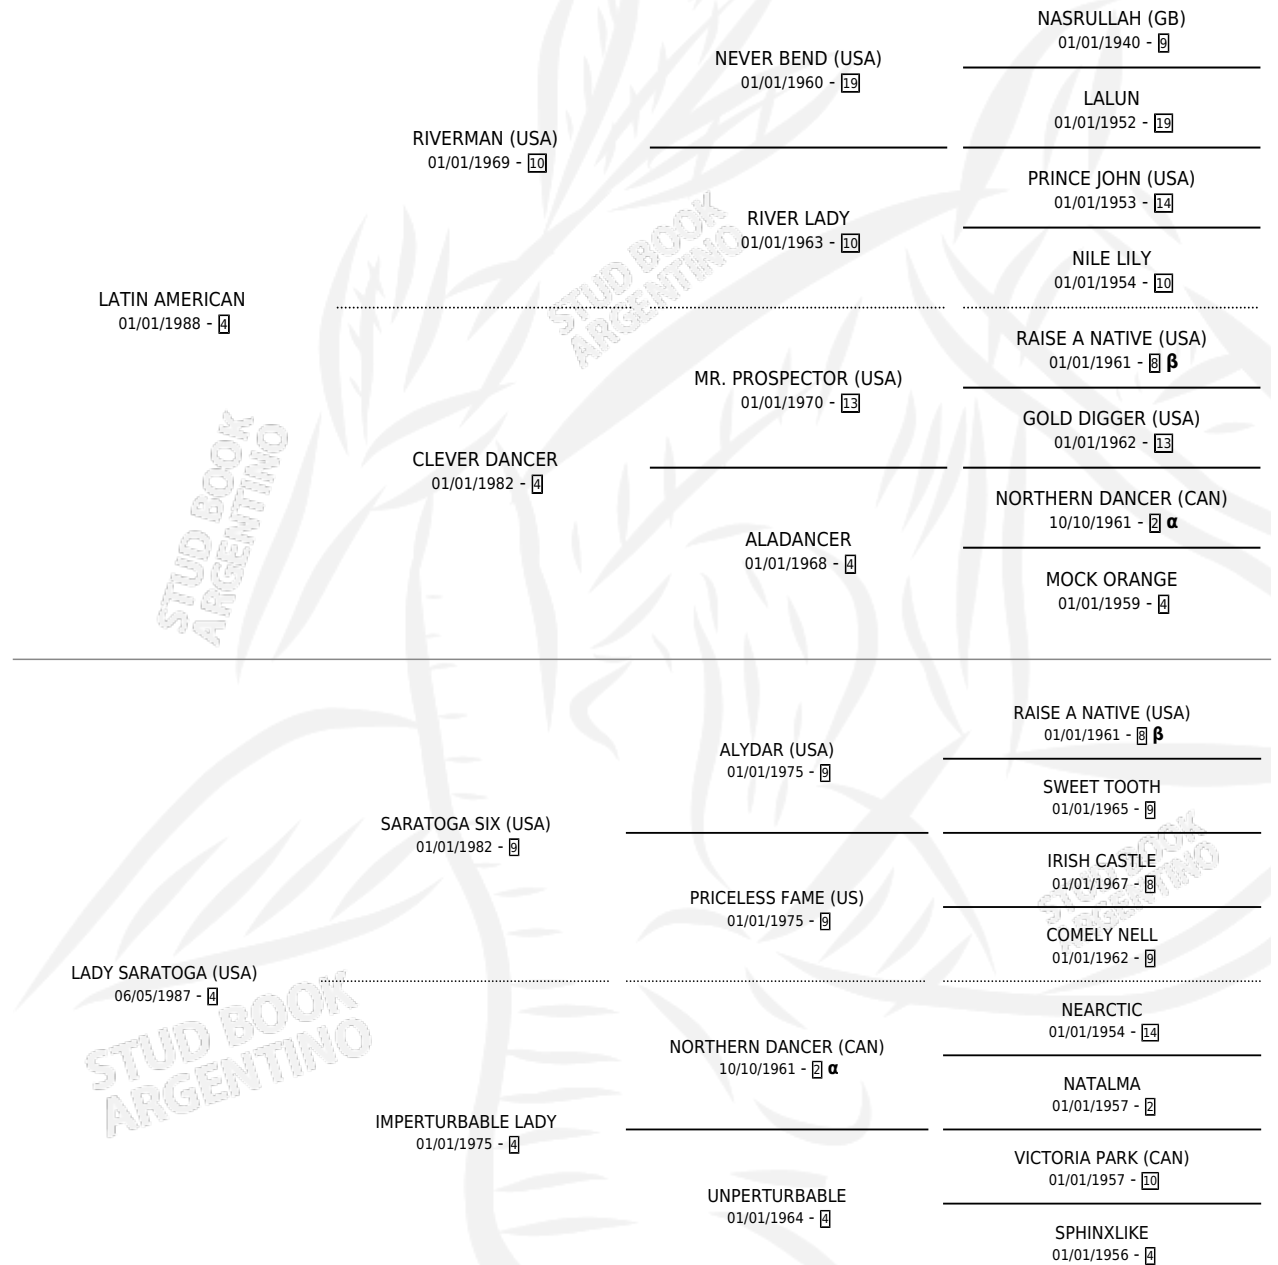 NASRULLAH (GB)
01/01/1940 - 9
NEVER BEND (USA)
01/01/1960 - 19
LALUN
01/01/1952 - 19
RIVERMAN (USA)
01/01/1969 - 10
PRINCE JOHN (USA)
01/01/1953 - 14
RIVER LADY
01/01/1963 - 10
NILE LILY
01/01/1954 - 10
LATIN AMERICAN
01/01/1988 - 4
RAISE A NATIVE (USA)
01/01/1961 - 8 β
MR. PROSPECTOR (USA)
01/01/1970 - 13
GOLD DIGGER (USA)
01/01/1962 - 13
CLEVER DANCER
01/01/1982 - 4
NORTHERN DANCER (CAN)
10/10/1961 - 2 α
ALADANCER
01/01/1968 - 4
MOCK ORANGE
01/01/1959 - 4
RAISE A NATIVE (USA)
01/01/1961 - 8 β
ALYDAR (USA)
01/01/1975 - 9
SWEET TOOTH
01/01/1965 - 9
SARATOGA SIX (USA)
01/01/1982 - 9
IRISH CASTLE
01/01/1967 - 8
PRICELESS FAME (US)
01/01/1975 - 9
COMELY NELL
01/01/1962 - 9
LADY SARATOGA (USA)
06/05/1987 - 4
NEARCTIC
01/01/1954 - 14
NORTHERN DANCER (CAN)
10/10/1961 - 2 α
NATALMA
01/01/1957 - 2
IMPERTURBABLE LADY
01/01/1975 - 4
VICTORIA PARK (CAN)
01/01/1957 - 10
UNPERTURBABLE
01/01/1964 - 4
SPHINXLIKE
01/01/1956 - 4
STUD BOOK
ARGENTINO
STUD BOOK
ARGENTINO
STUD BOOK
ARGENTINO
STUD BOOK
ARGENTINO